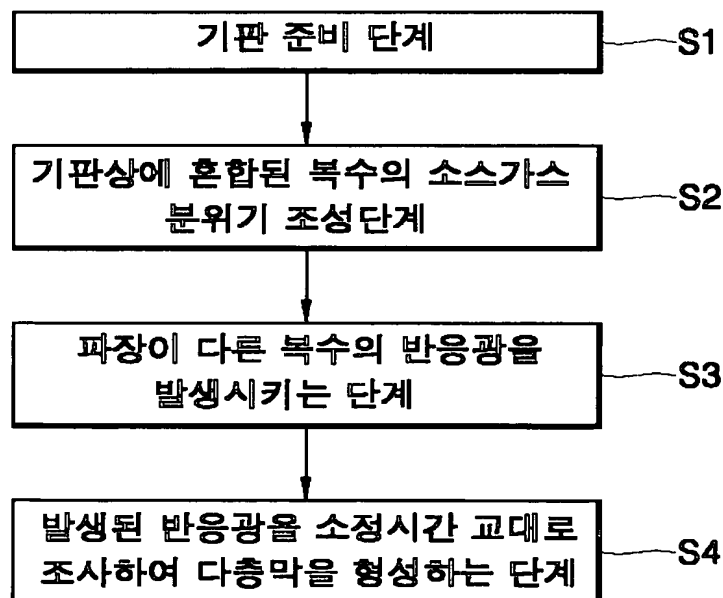 기판 준비 단계
S1
기판상에 혼합된 복수의 소스가스
분위기 조성단계
S2
파장이 다른 복수의 반응광을
발생시키는 단계
S3
발생된 반응광을 소정시간 교대로
조사하여 다층막을 형성하는 단계
S4